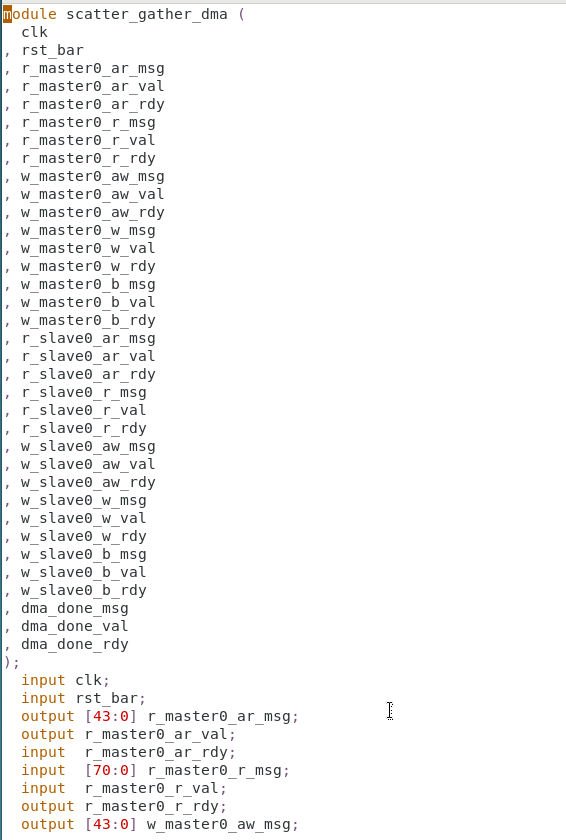 module scatter_gather_dma (
  clk
, rst_bar
, r_master0_ar_msg
, r_master0_ar_val
, r_master0_ar_rdy
, r_master0_r_msg
, r_master0_r_val
, r_master0_r_rdy
, w_master0_aw_msg
, w_master0_aw_val
, w_master0_aw_rdy
, w_master0_w_msg
, w_master0_w_val
, w_master0_w_rdy
, w_master0_b_msg
, w_master0_b_val
, w_master0_b_rdy
, r_slave0_ar_msg
, r_slave0_ar_val
, r_slave0_ar_rdy
, r_slave0_r_msg
, r_slave0_r_val
, r_slave0_r_rdy
, w_slave0_aw_msg
, w_slave0_aw_val
, w_slave0_aw_rdy
, w_slave0_w_msg
, w_slave0_w_val
, w_slave0_w_rdy
, w_slave0_b_msg
, w_slave0_b_val
, w_slave0_b_rdy
, dma_done_msg
, dma_done_val
, dma_done_rdy
);
  input clk;
  input rst_bar;
  output [43:0] r_master0_ar_msg;
  output r_master0_ar_val;
  input  r_master0_ar_rdy;
  input  [70:0] r_master0_r_msg;
  input  r_master0_r_val;
  output r_master0_r_rdy;
  output [43:0] w_master0_aw_msg;